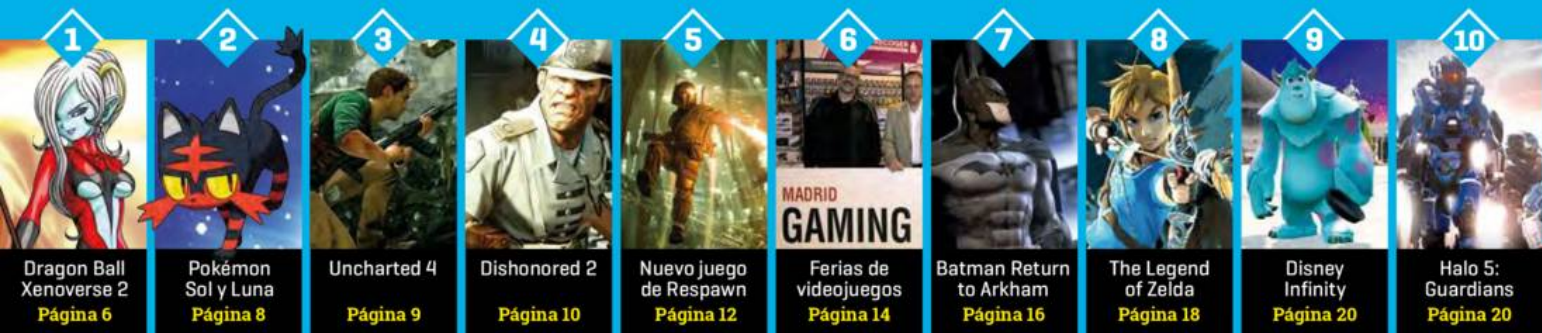 1
2
3
4
5
6
7
8
9
10
RECOGER
MADRID
GAMING
Dragon Ball
Xenoverse 2
Página 6
Pokémon
Sol y Luna
Página 8
Uncharted 4
Página 9
Dishonored 2
Página 10
Nuevo juego
de Respawn
Página 12
Ferias de
videojuegos
Página 14
Batman Return
to Arkham
Página 16
The Legend
of Zelda
Página 18
Disney
Infinity
Página 20
Halo 5:
Guardians
Página 20